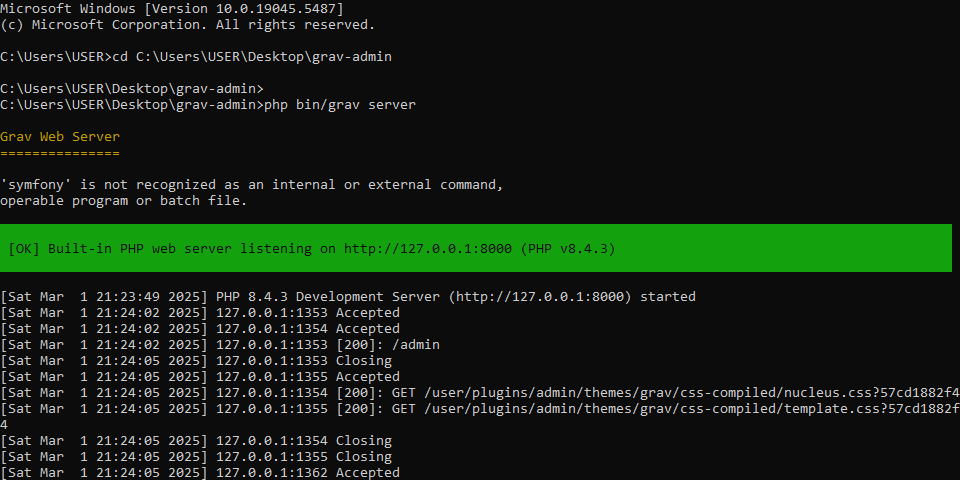 Microsoft Windows [Version 10.0.19045.5487]
(c) Microsoft Corporation. All rights reserved.
C:\Users\USER>cd C:\Users\USER\Desktop\grav-admin
C:\Users\USER\Desktop\grav-admin>
C:\Users\USER\Desktop\grav-admin>php bin/grav server
Grav Web Server
===============
'symfony' is not recognized as an internal or external command,
operable program or batch file.
[OK] Built-in PHP web server listening on http://127.0.0.1:8000 (PHP v8.4.3)
[Sat Mar  1 21:23:49 2025] PHP 8.4.3 Development Server (http://127.0.0.1:8000) started
[Sat Mar  1 21:24:02 2025] 127.0.0.1:1353 Accepted
[Sat Mar  1 21:24:02 2025] 127.0.0.1:1354 Accepted
[Sat Mar  1 21:24:02 2025] 127.0.0.1:1353 [200]: /admin
[Sat Mar  1 21:24:05 2025] 127.0.0.1:1353 Closing
[Sat Mar  1 21:24:05 2025] 127.0.0.1:1355 Accepted
[Sat Mar  1 21:24:05 2025] 127.0.0.1:1354 [200]: GET /user/plugins/admin/themes/grav/css-compiled/nucleus.css?57cd1882f4
[Sat Mar  1 21:24:05 2025] 127.0.0.1:1355 [200]: GET /user/plugins/admin/themes/grav/css-compiled/template.css?57cd1882f
4
[Sat Mar  1 21:24:05 2025] 127.0.0.1:1354 Closing
[Sat Mar  1 21:24:05 2025] 127.0.0.1:1355 Closing
[Sat Mar  1 21:24:05 2025] 127.0.0.1:1362 Accepted